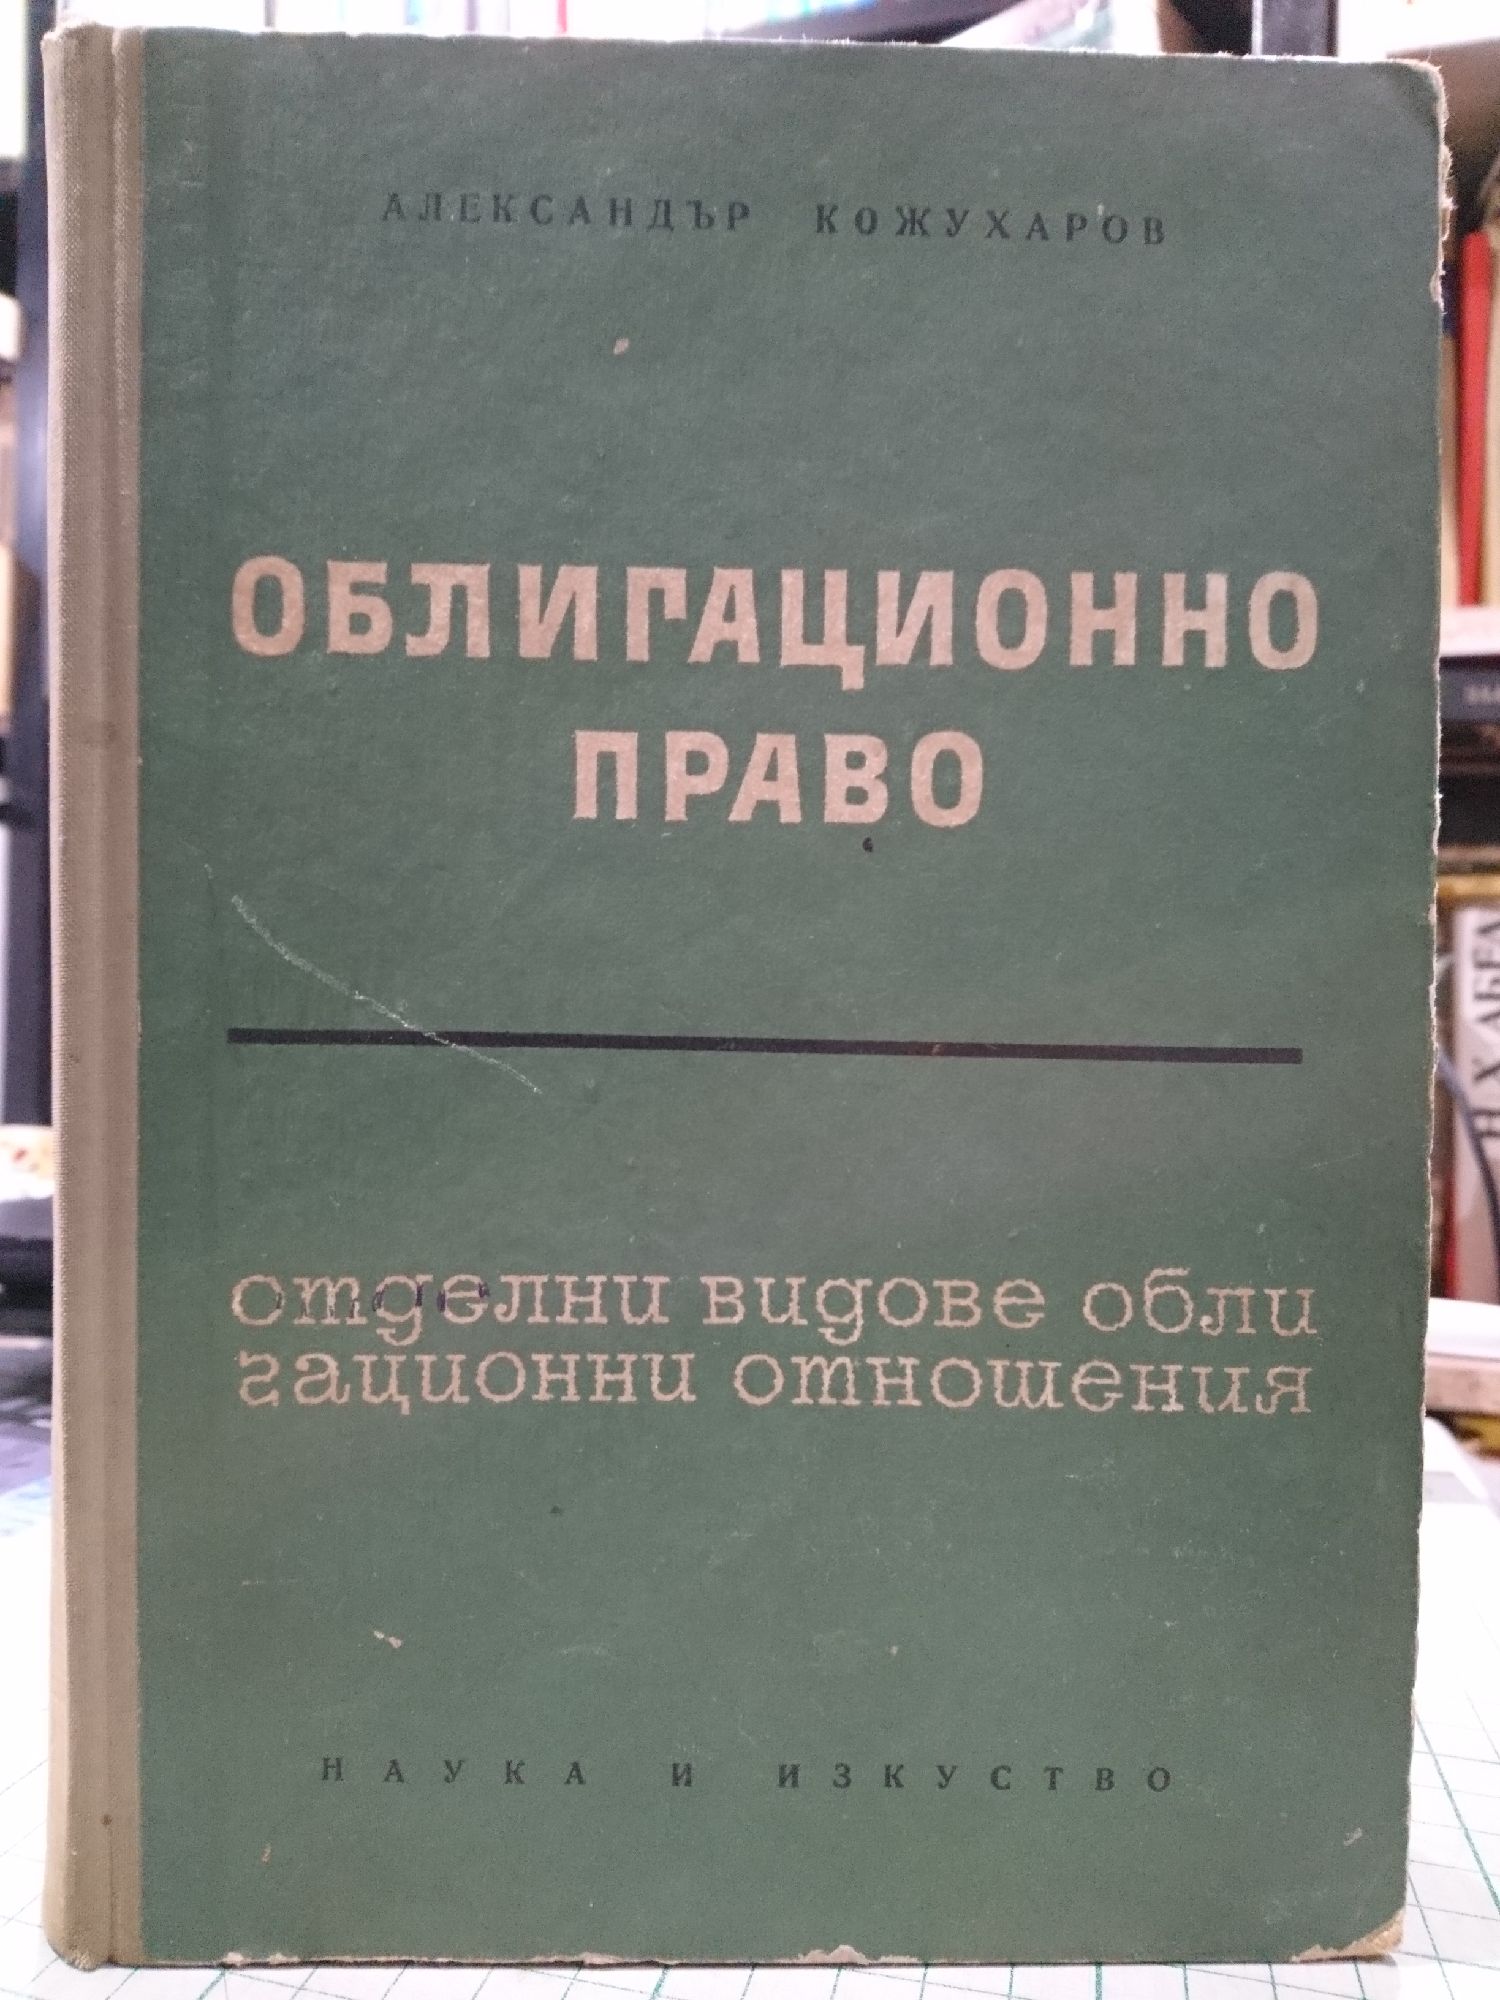 АЛЕКСАНДЪР КОЖУХАРОВ
ОБЛИГАЦИОННО
ПРАВО
отделни видове обли
гационни отношения
НАУКА И ИЗКУСТВО